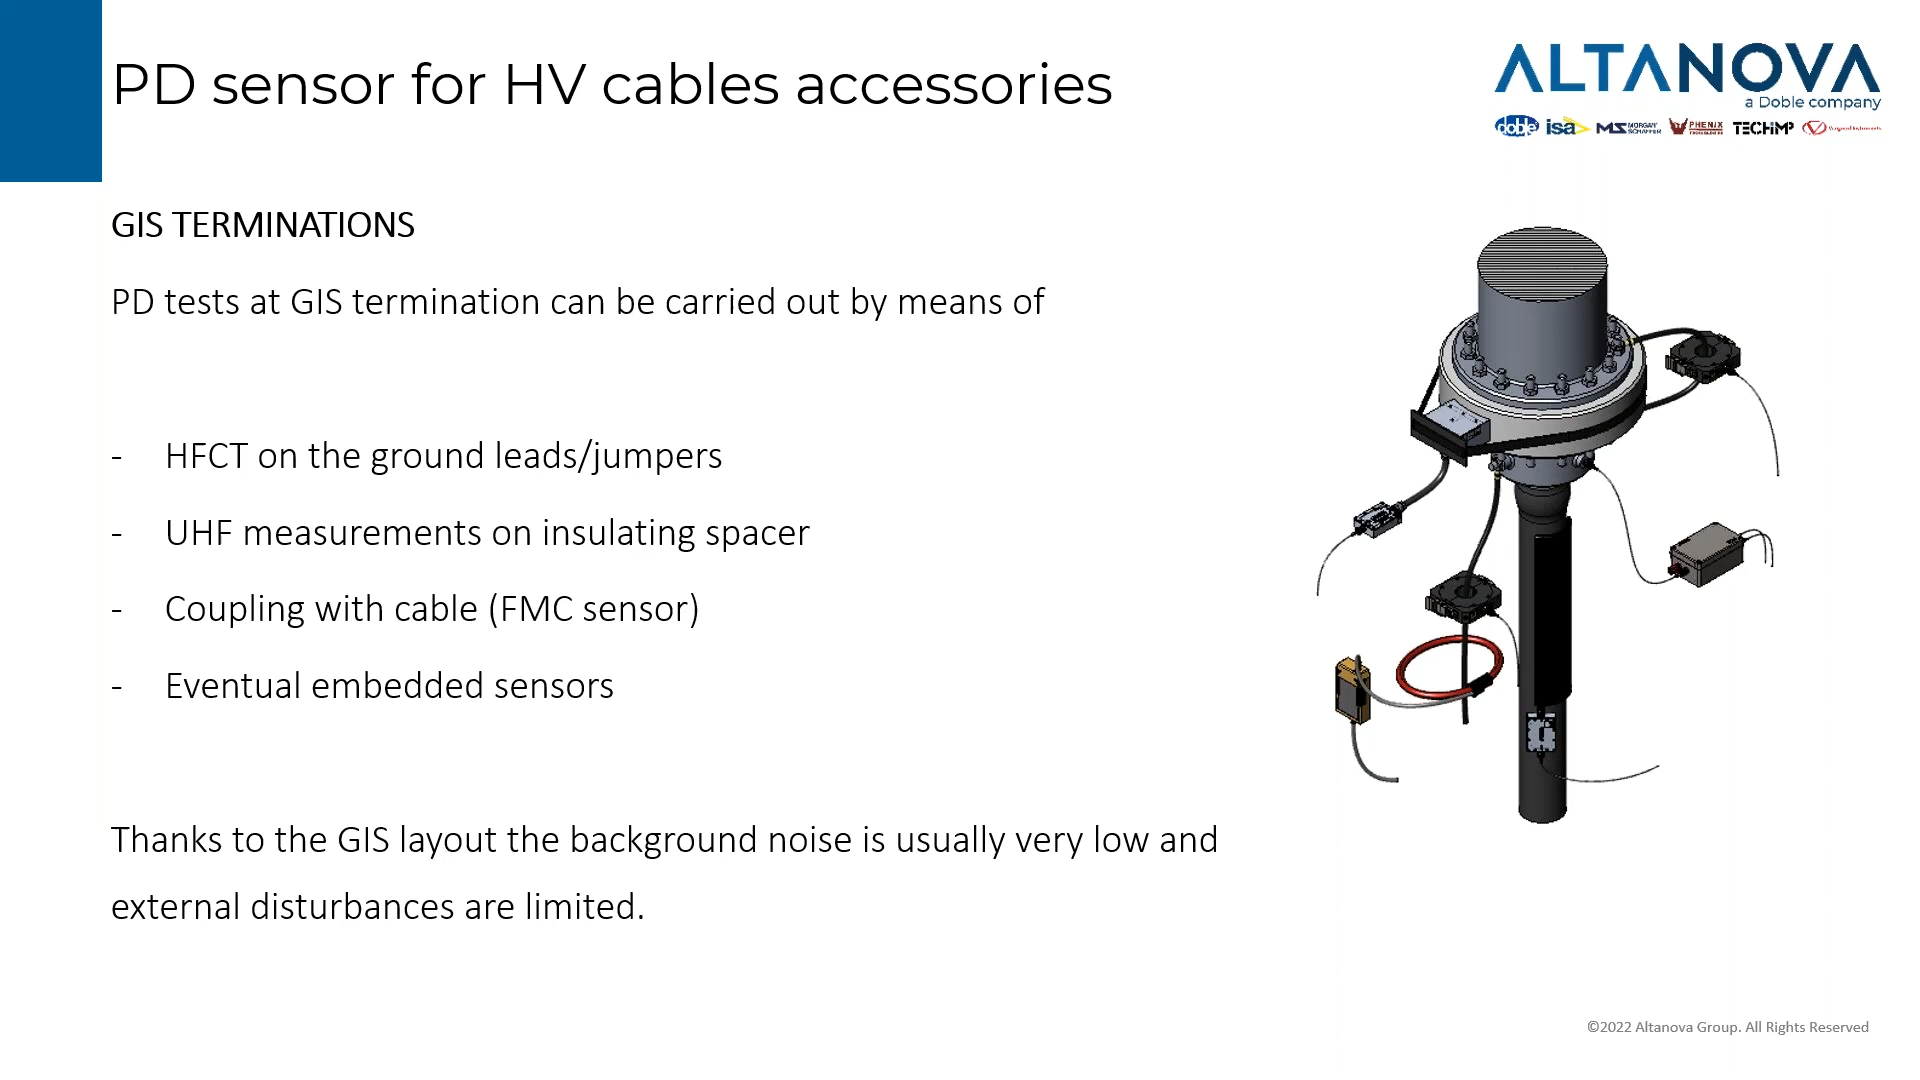 PD sensor for HV cables accessories
ALTANOVA
a Doble company
doble isa MS MORGAN SCHAFFER PHENIX TECHNOLOGIES TECHIMP Vanguard Instruments
GIS TERMINATIONS
PD tests at GIS termination can be carried out by means of
- HFCT on the ground leads/jumpers
- UHF measurements on insulating spacer
- Coupling with cable (FMC sensor)
- Eventual embedded sensors
Thanks to the GIS layout the background noise is usually very low and
external disturbances are limited.
©2022 Altanova Group. All Rights Reserved